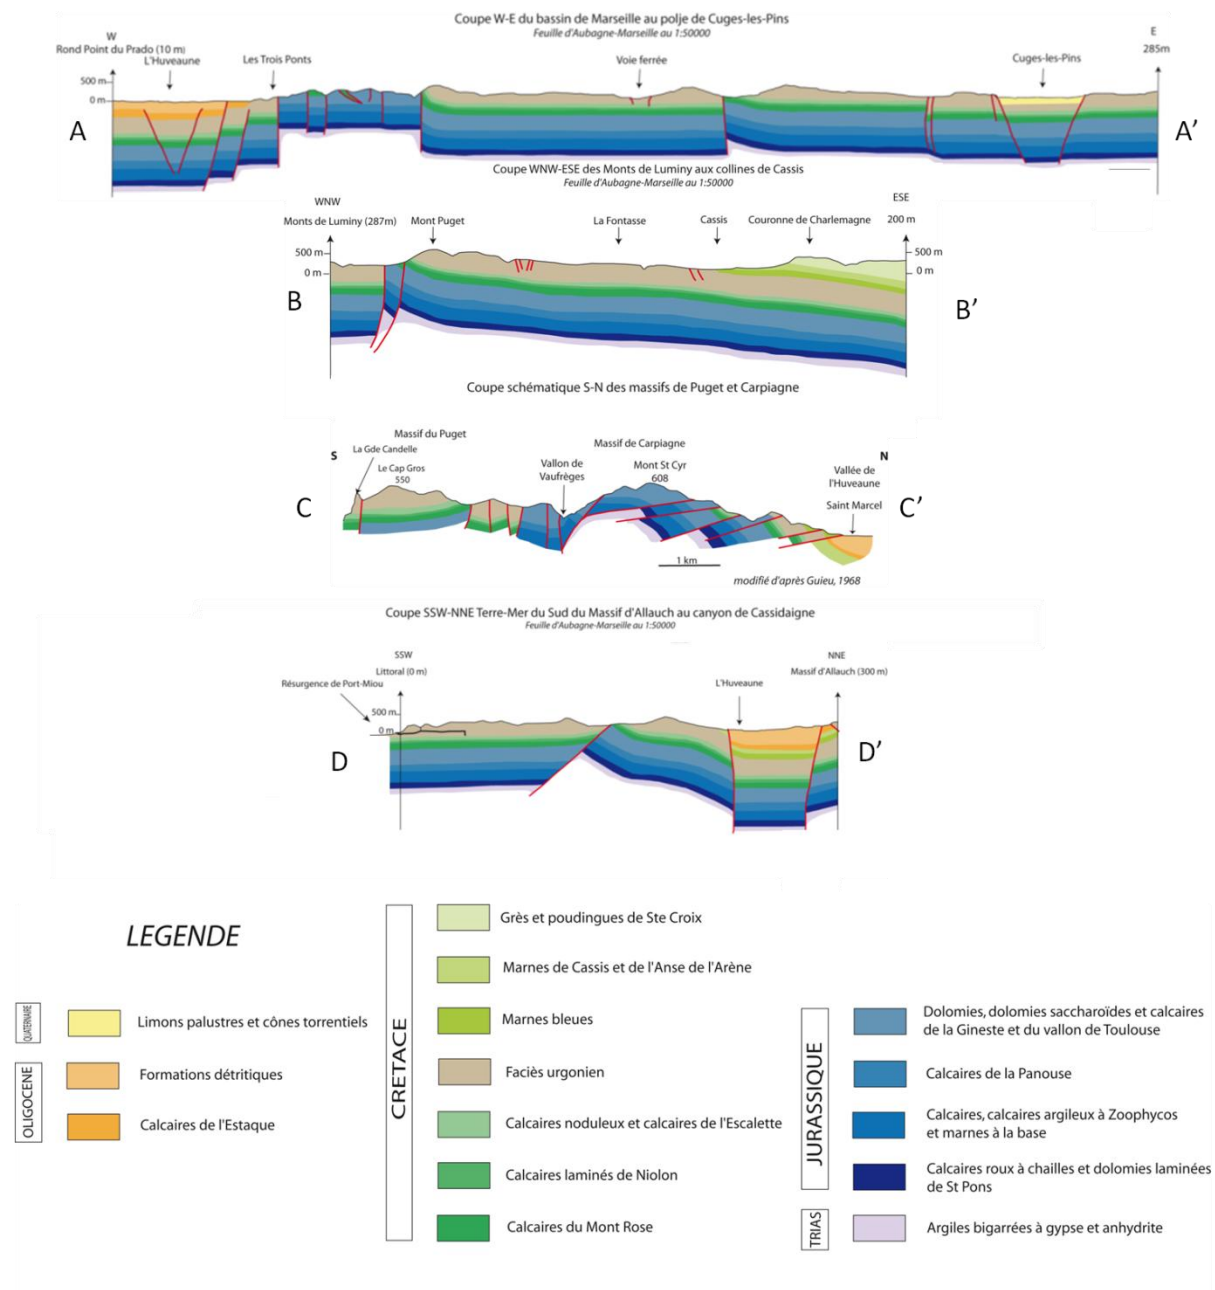 Coupe W-E du bassin de Marseille au polje de Cuges-les-Pins
Feuille d'Aubagne-Marseille au 1:50000
W
Rond Point du Prado (10 m)
L'Huveaune
Les Trois Ponts
Voie ferrée
Cuges-les-Pins
E
285m
500 m
0 m
A
A'
Coupe WNW-ESE des Monts de Luminy aux collines de Cassis
Feuille d'Aubagne-Marseille au 1:50000
WNW
Monts de Luminy (287m)
Mont Puget
La Fontasse
Cassis
Couronne de Charlemagne
ESE
200 m
500 m
0 m
500 m
0 m
B
B'
Coupe schématique S-N des massifs de Puget et Carpiagne
S
Massif du Puget
La Gde Candelle
Le Cap Gros
550
Vallon de
Vaufrèges
Massif de Carpiagne
Mont St Cyr
608
N
Vallée de
l'Huveaune
Saint Marcel
C
C'
1 km
modifié d'après Guieu, 1968
Coupe SSW-NNE Terre-Mer du Sud du Massif d'Allauch au canyon de Cassidaigne
Feuille d'Aubagne-Marseille au 1:50000
SSW
Littoral (0 m)
Résurgence de Port-Miou
L'Huveaune
NNE
Massif d'Allauch (300 m)
500 m
0 m
D
D'
LEGENDE
QUATERNAIRE
Limons palustres et cônes torrentiels
OLIGOCENE
Formations détritiques
Calcaires de l'Estaque
CRETACE
Grès et poudingues de Ste Croix
Marnes de Cassis et de l'Anse de l'Arène
Marnes bleues
Faciès urgonien
Calcaires noduleux et calcaires de l'Escalette
Calcaires laminés de Niolon
Calcaires du Mont Rose
JURASSIQUE
Dolomies, dolomies saccharoïdes et calcaires
de la Gineste et du vallon de Toulouse
Calcaires de la Panouse
Calcaires, calcaires argileux à Zoophycos
et marnes à la base
Calcaires roux à chailles et dolomies laminées
de St Pons
TRIAS
Argiles bigarrées à gypse et anhydrite